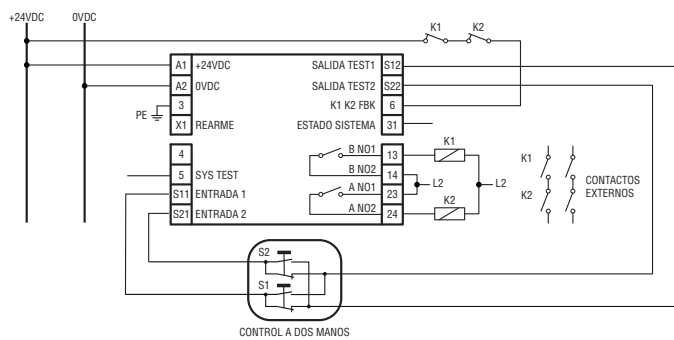 +24VDC 0VDC
K1 K2
A1 +24VDC SALIDA TEST1 S12
A2 0VDC SALIDA TEST2 S22
PE 3 K1 K2 FBK 6
X1 REARME ESTADO SISTEMA 31
4 B NO1 13 K1
5 SYS TEST B NO2 14 L2 L2
S11 ENTRADA 1 A NO1 23
S21 ENTRADA 2 A NO2 24 K2
K1 CONTACTOS
K2 EXTERNOS
S2
S1
CONTROL A DOS MANOS